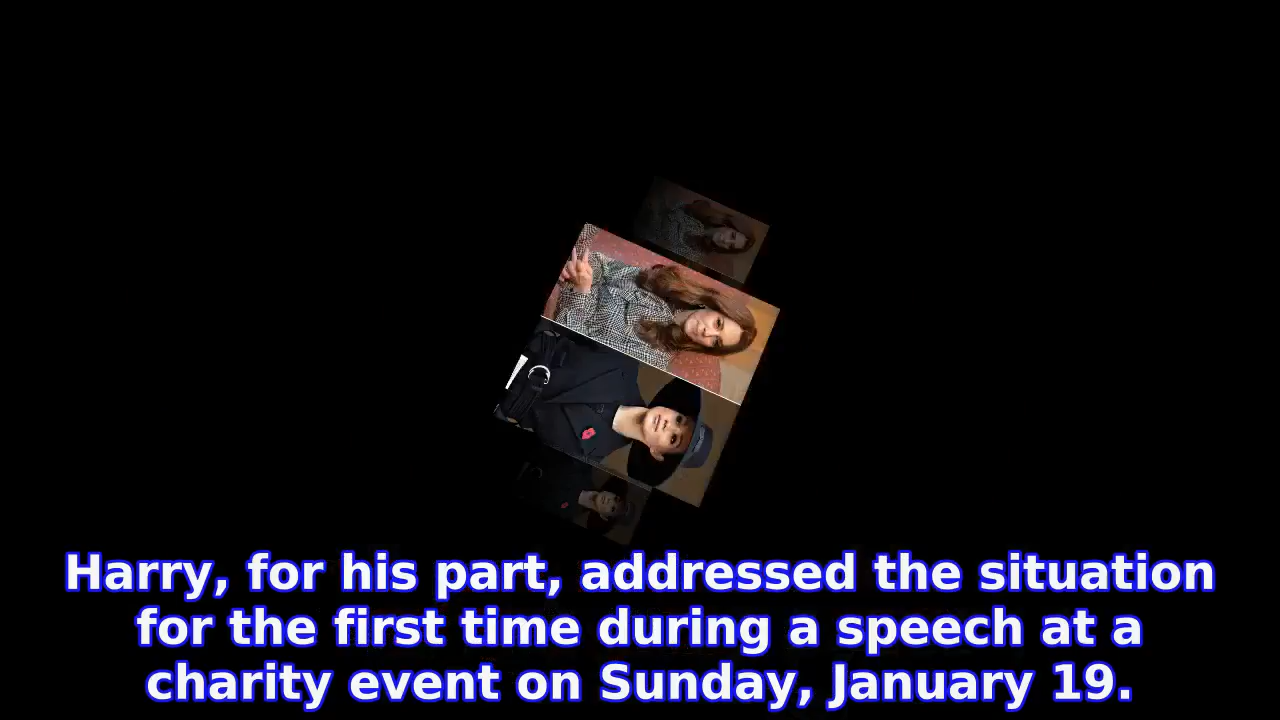 Harry, for his part, addressed the situation
for the first time during a speech at a
charity event on Sunday, January 19.